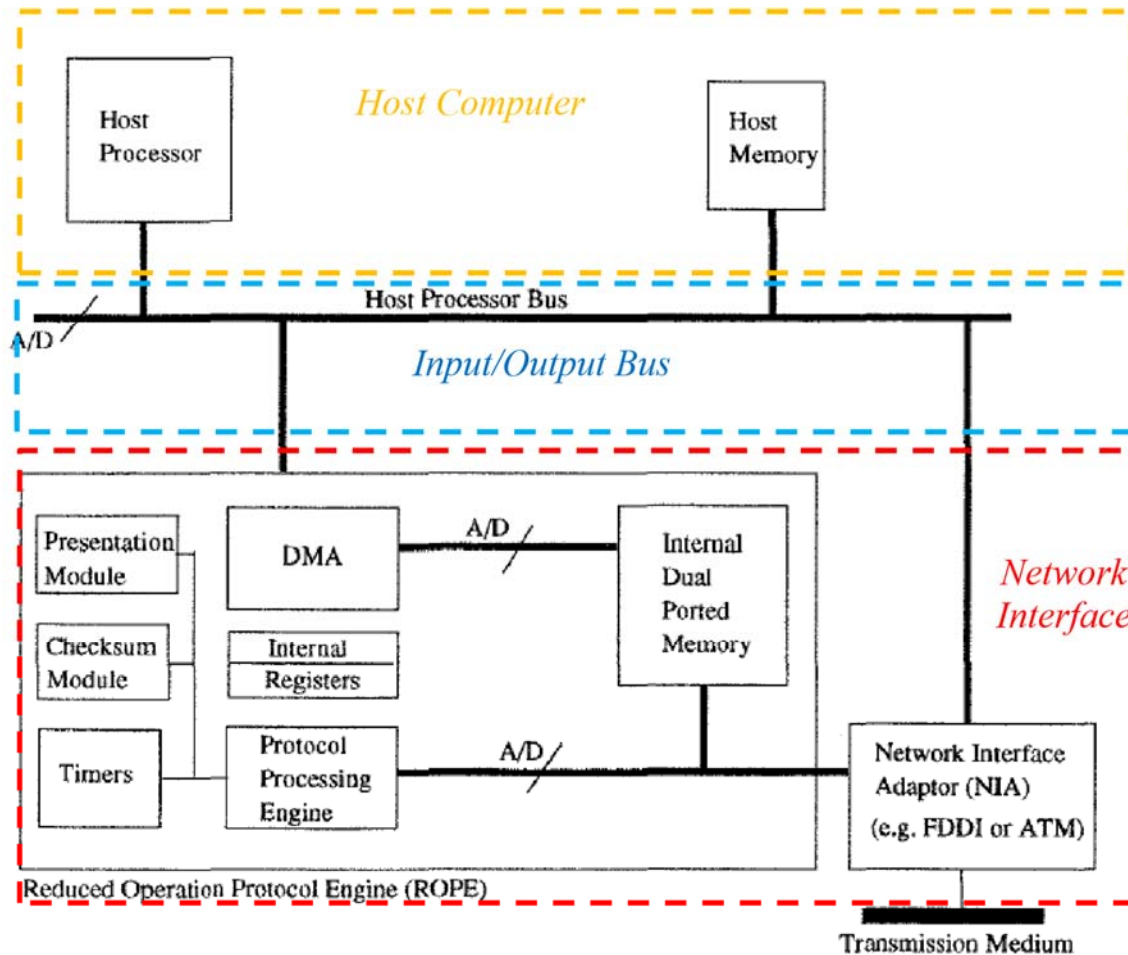 Host Computer
Host
Processor
Host
Memory
Host Processor Bus
A/D
Input/Output Bus
Network
Interface
Presentation
Module
DMA
A/D
Internal
Dual
Ported
Memory
Checksum
Module
Internal
Registers
Timers
Protocol
Processing
Engine
A/D
Network Interface
Adaptor (NIA)
(e.g. FDDI or ATM)
Reduced Operation Protocol Engine (ROPE)
Transmission Medium